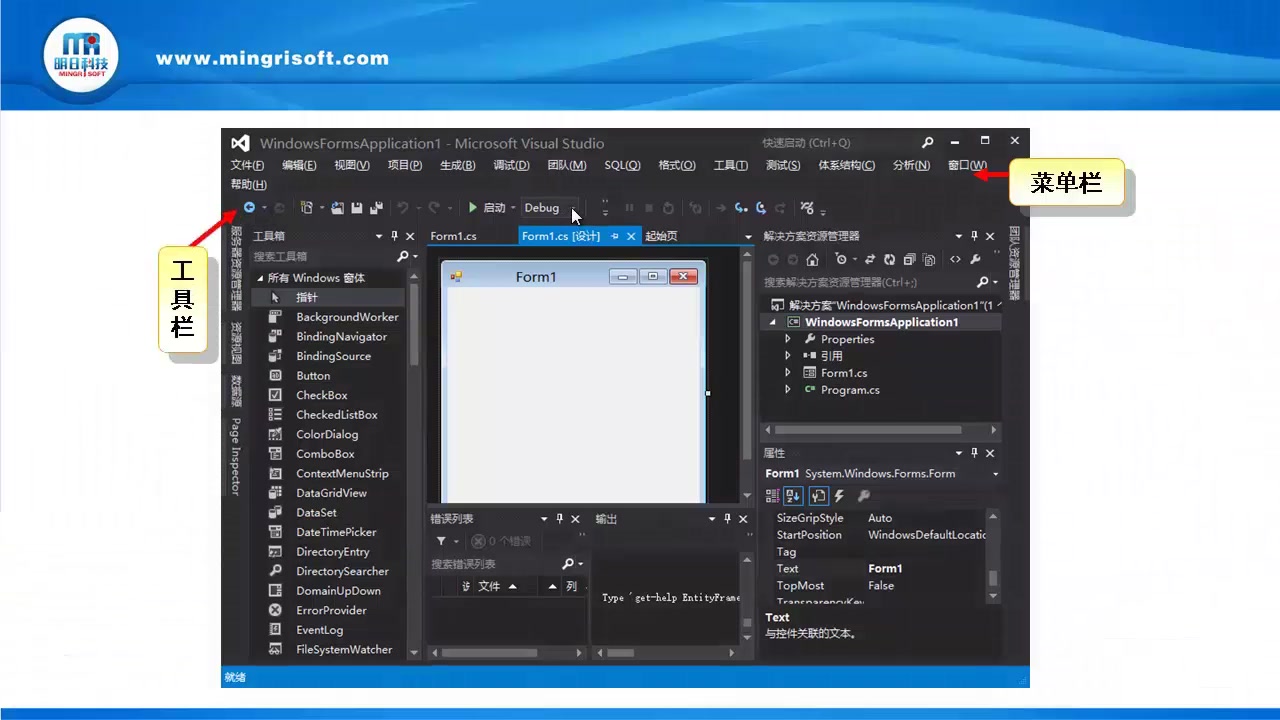 明日科技
MINGRISOFT
www.mingrisoft.com
WindowsFormsApplication1 - Microsoft Visual Studio
快速启动 (Ctrl+Q)
文件(F) 编辑(E) 视图(V) 项目(P) 生成(B) 调试(D) 团队(M) SQL(Q) 格式(O) 工具(T) 测试(S) 体系结构(C) 分析(N) 窗口(W)
帮助(H)
菜单栏
启动 Debug
工具栏
服务器资源管理器
资源视图
数据源
Page Inspector
工具箱
搜索工具箱
所有 Windows 窗体
指针
BackgroundWorker
BindingNavigator
BindingSource
Button
CheckBox
CheckedListBox
ColorDialog
ComboBox
ContextMenuStrip
DataGridView
DataSet
DateTimePicker
DirectoryEntry
DirectorySearcher
DomainUpDown
ErrorProvider
EventLog
FileSystemWatcher
Form1.cs Form1.cs [设计] 起始页
Form1
错误列表
0 个错误
搜索错误列表
文件 列
输出
Type 'get-help EntityFrame
解决方案资源管理器
搜索解决方案资源管理器(Ctrl+;)
解决方案"WindowsFormsApplication1"(1
WindowsFormsApplication1
Properties
引用
Form1.cs
Program.cs
属性
Form1 System.Windows.Forms.Form
SizeGripStyle Auto
StartPosition WindowsDefaultLocatio
Tag
Text Form1
TopMost False
TransparencyKey
Text
与控件关联的文本。
团队资源管理器
就绪